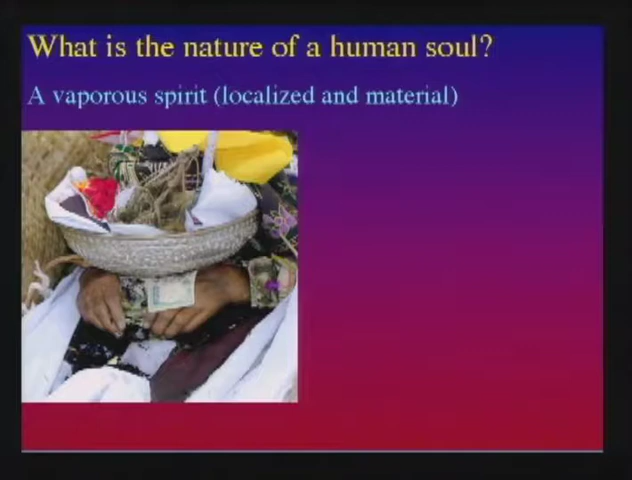 What is the nature of a human soul?
A vaporous spirit (localized and material)